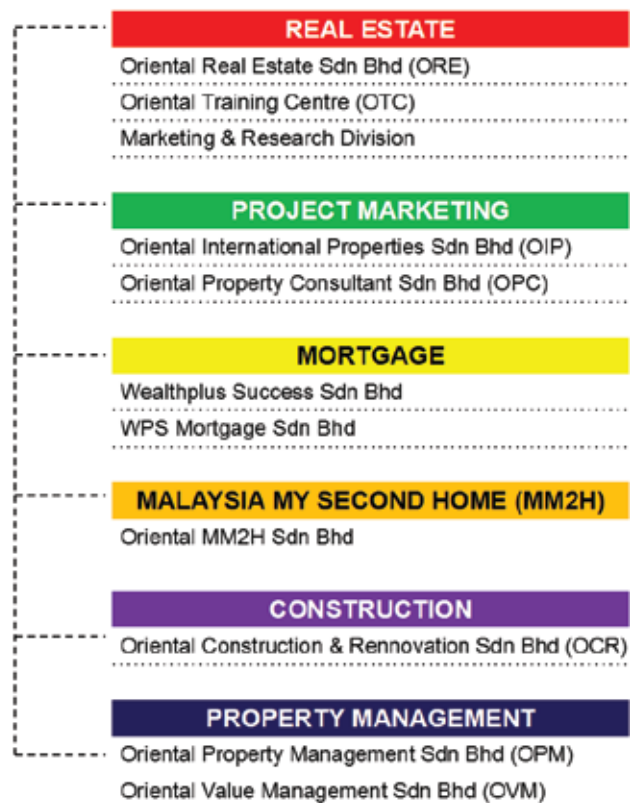 REAL ESTATE
Oriental Real Estate Sdn Bhd (ORE)
Oriental Training Centre (OTC)
Marketing & Research Division
PROJECT MARKETING
Oriental International Properties Sdn Bhd (OIP)
Oriental Property Consultant Sdn Bhd (OPC)
MORTGAGE
Wealthplus Success Sdn Bhd
WPS Mortgage Sdn Bhd
MALAYSIA MY SECOND HOME (MM2H)
Oriental MM2H Sdn Bhd
CONSTRUCTION
Oriental Construction & Rennovation Sdn Bhd (OCR)
PROPERTY MANAGEMENT
Oriental Property Management Sdn Bhd (OPM)
Oriental Value Management Sdn Bhd (OVM)